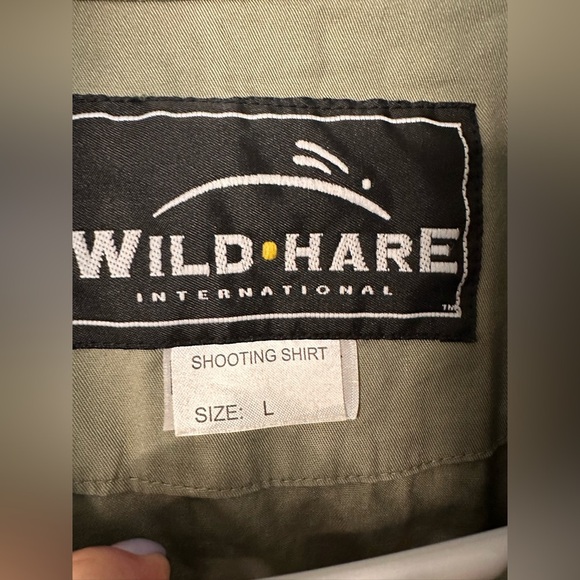 WILD•HARE
INTERNATIONAL
TM
SHOOTING SHIRT
SIZE: L